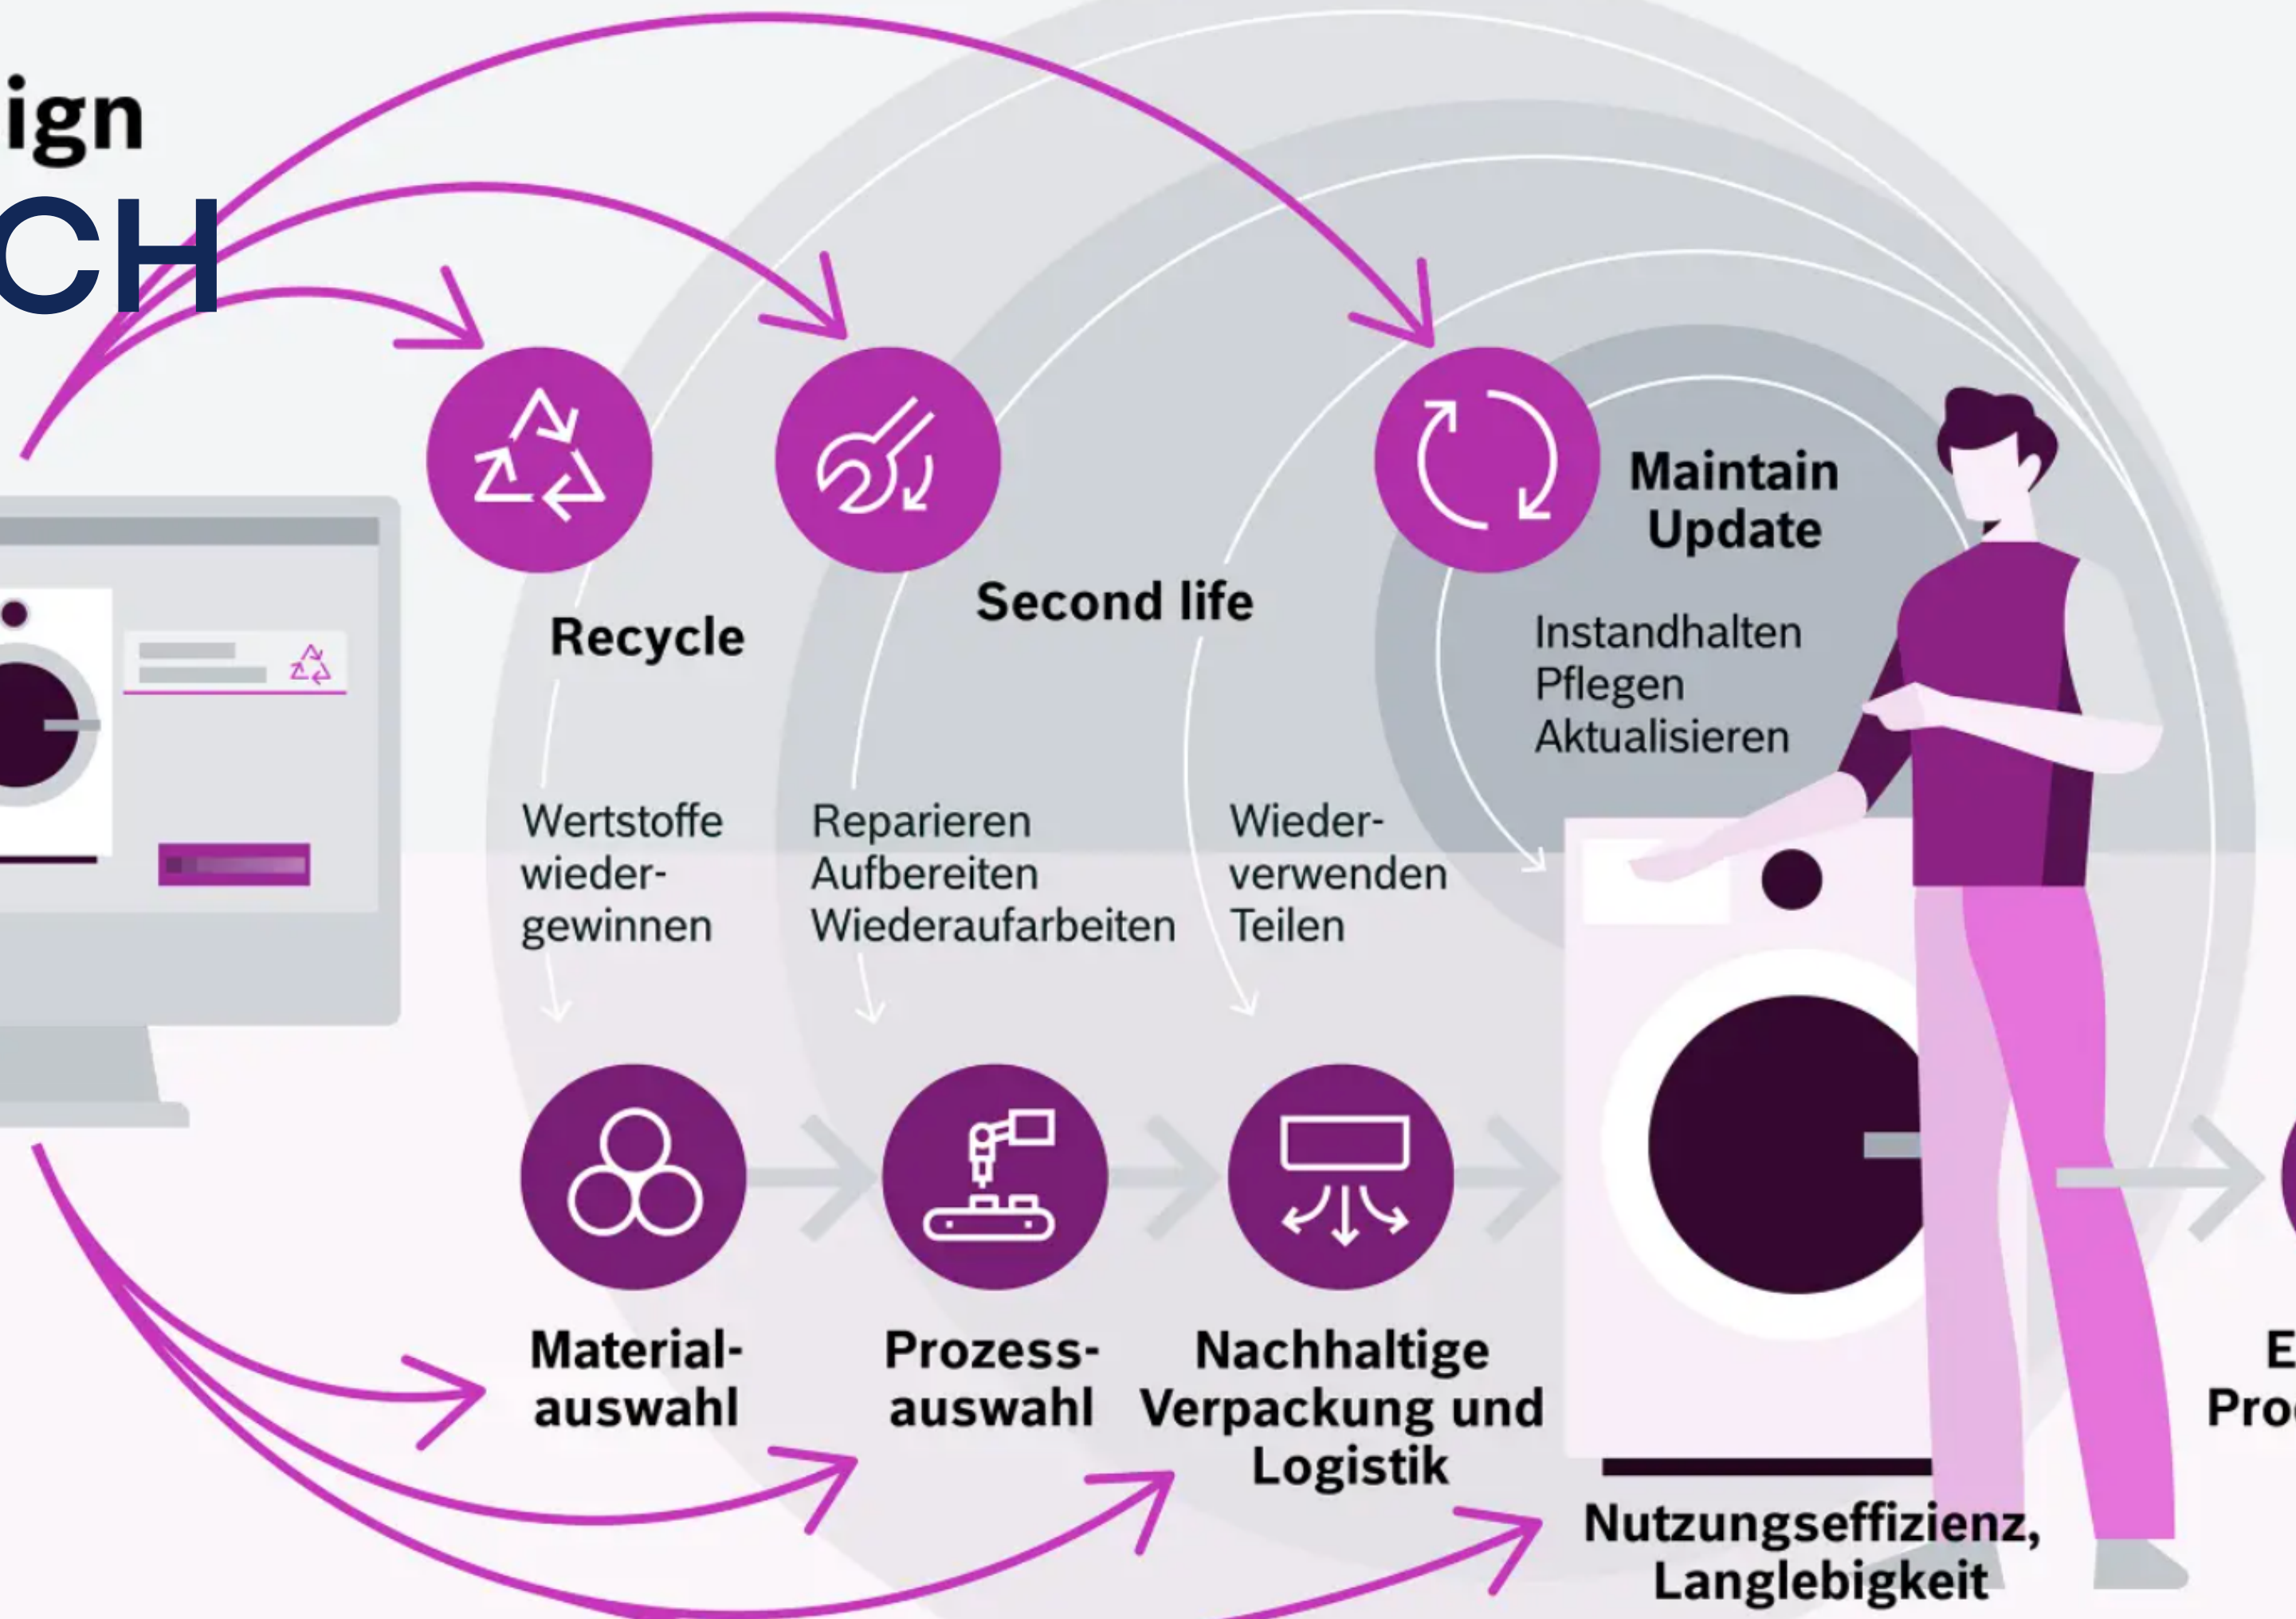 ign
CH
Recycle
Second life
Maintain
Update
Instandhalten
Pflegen
Aktualisieren
Wertstoffe
wieder-
gewinnen
Reparieren
Aufbereiten
Wiederaufarbeiten
Wieder-
verwenden
Teilen
Material-
auswahl
Prozess-
auswahl
Nachhaltige
Verpackung und
Logistik
Nutzungseffizienz,
Langlebigkeit
E
Pro